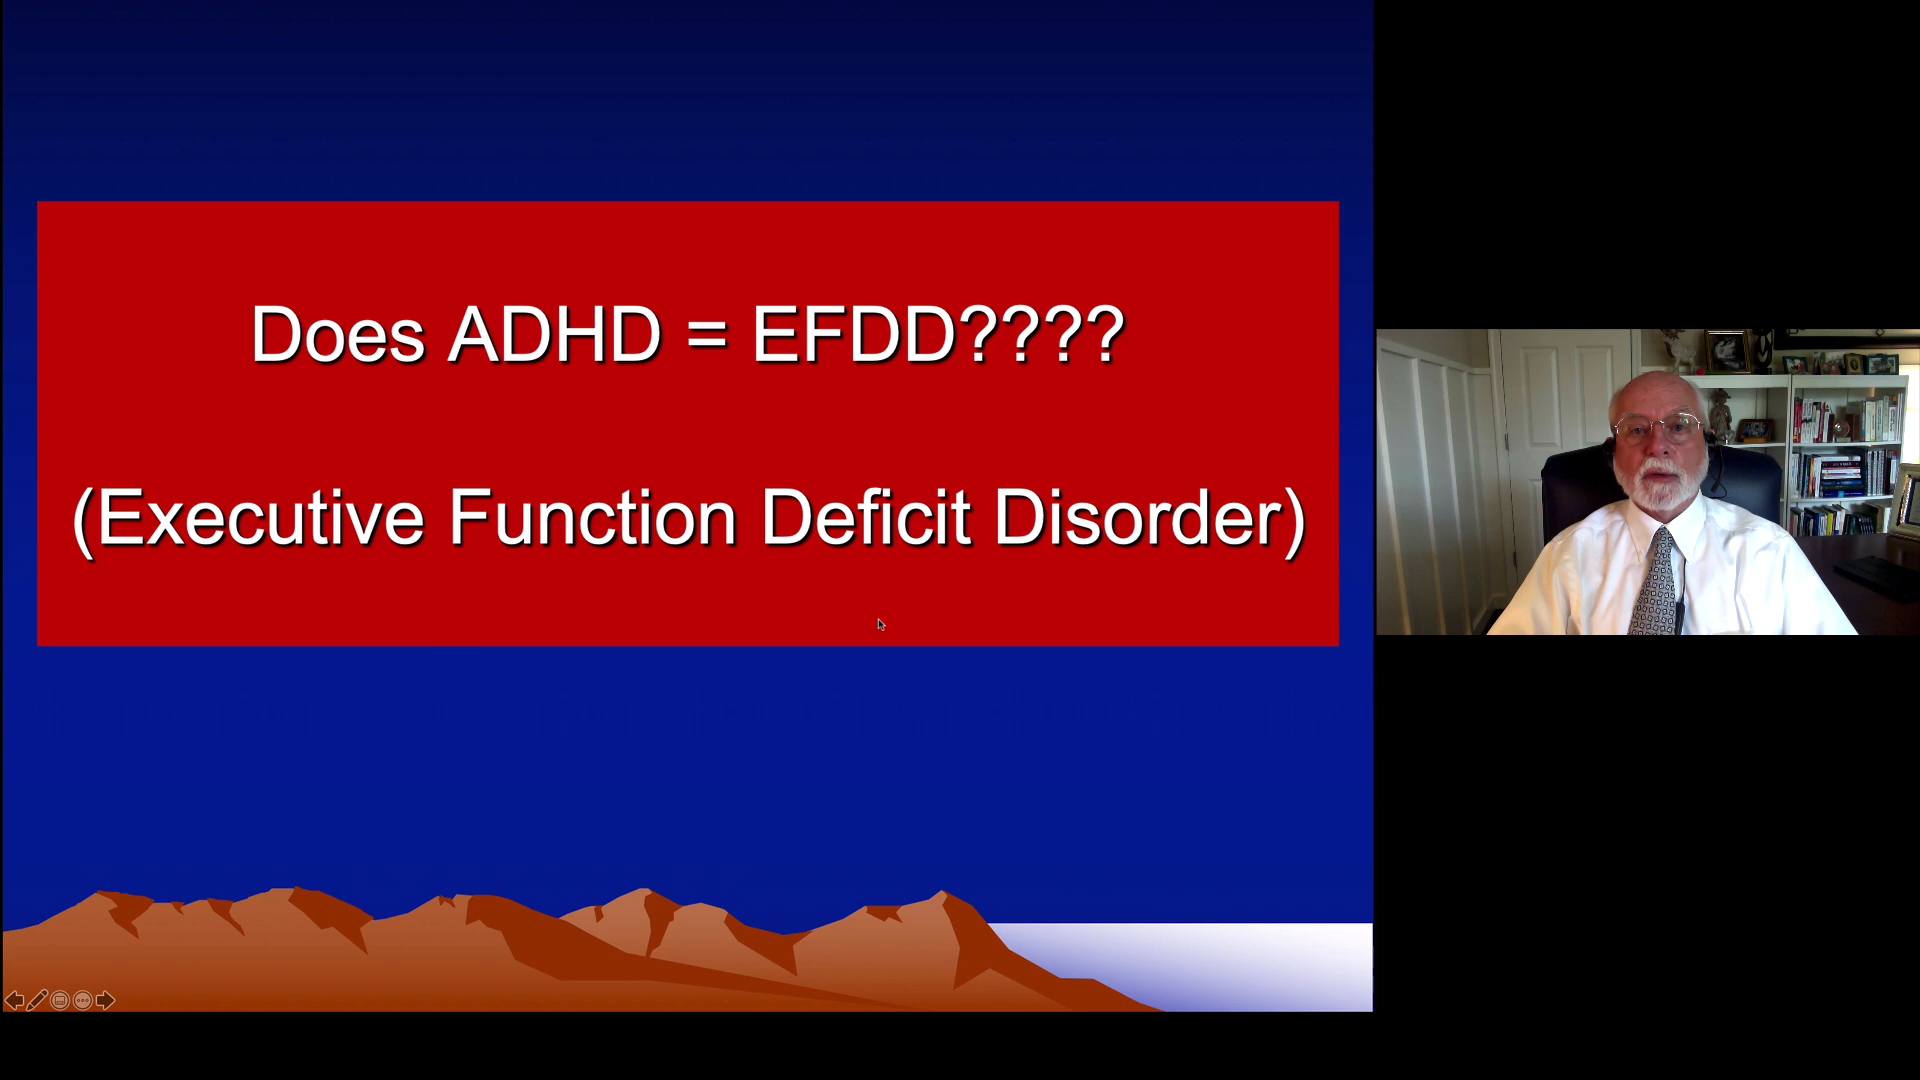 Does ADHD = EFDD????
(Executive Function Deficit Disorder)